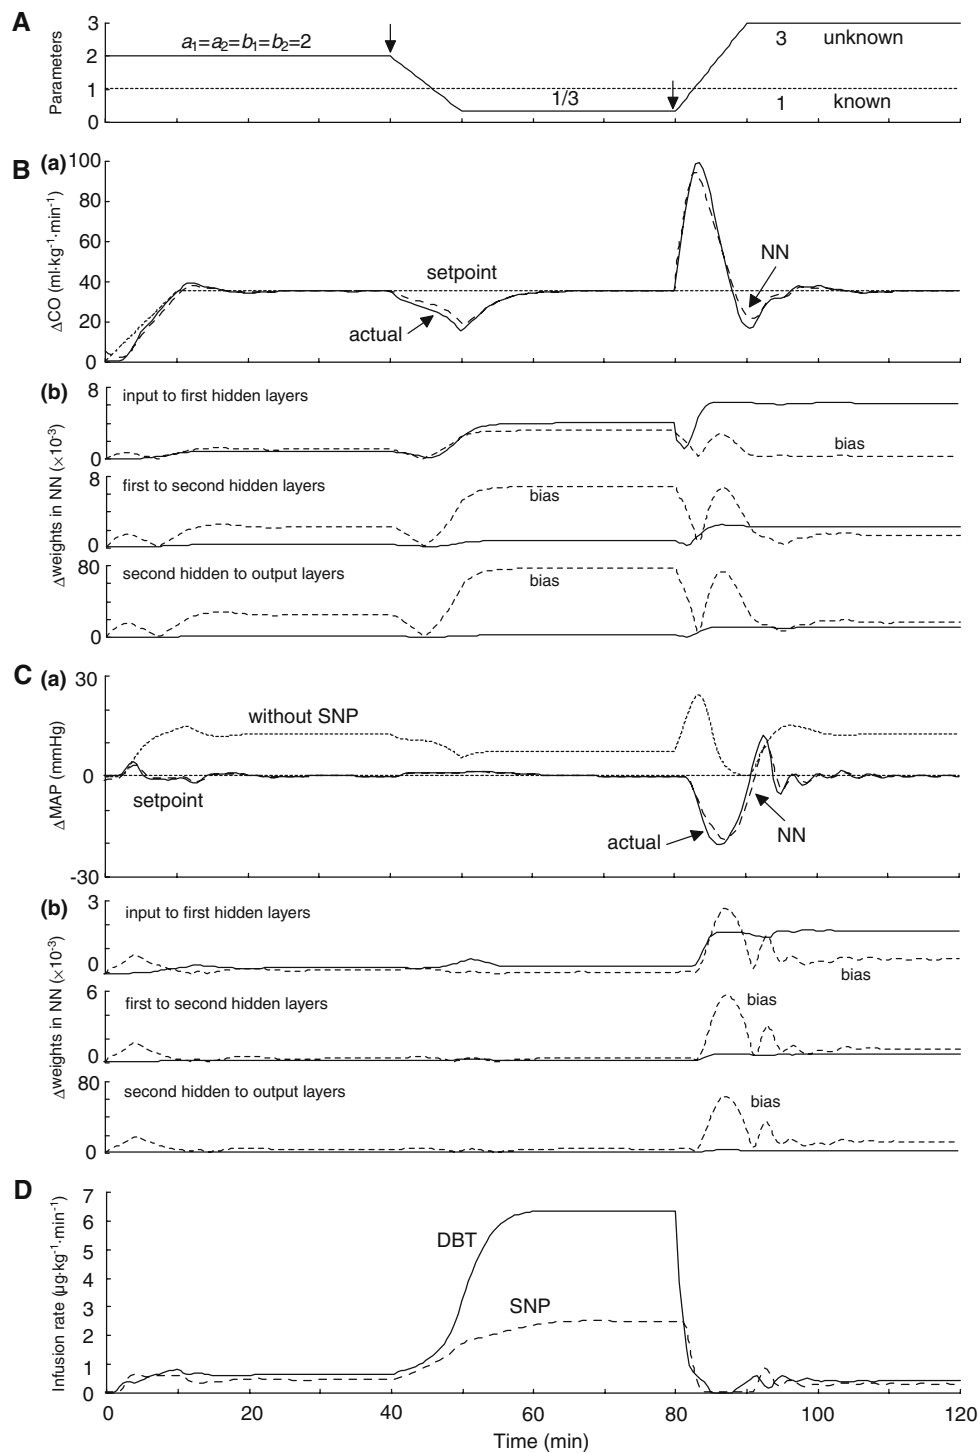 A
Parameters
3
2
1
0
a₁=a₂=b₁=b₂=2
1/3
3 unknown
1 known
B (a)
ΔCO (ml·kg⁻¹·min⁻¹)
100
80
60
40
20
0
setpoint
actual
NN
(b)
Δweights in NN (×10⁻³)
8
0
input to first hidden layers
bias
8
0
first to second hidden layers
bias
80
0
second hidden to output layers
bias
C (a)
ΔMAP (mmHg)
30
0
-30
without SNP
setpoint
actual
NN
(b)
Δweights in NN (×10⁻³)
3
0
input to first hidden layers
bias
6
0
first to second hidden layers
bias
80
0
second hidden to output layers
bias
D
Infusion rate (μg·kg⁻¹·min⁻¹)
7
6
5
4
3
2
1
0
DBT
SNP
0 20 40 60 80 100 120
Time (min)